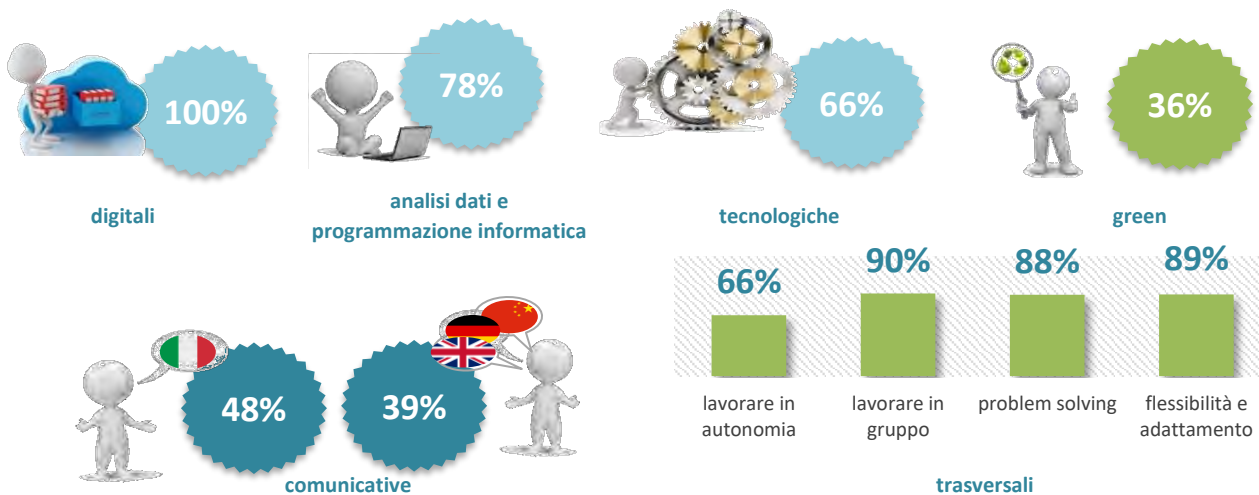 100%
78%
66%
36%
digitali
analisi dati e
programmazione informatica
tecnologiche
green
48%
39%
comunicative
66%
90%
88%
89%
lavorare in
autonomia
lavorare in
gruppo
problem solving
flessibilità e
adattamento
trasversali